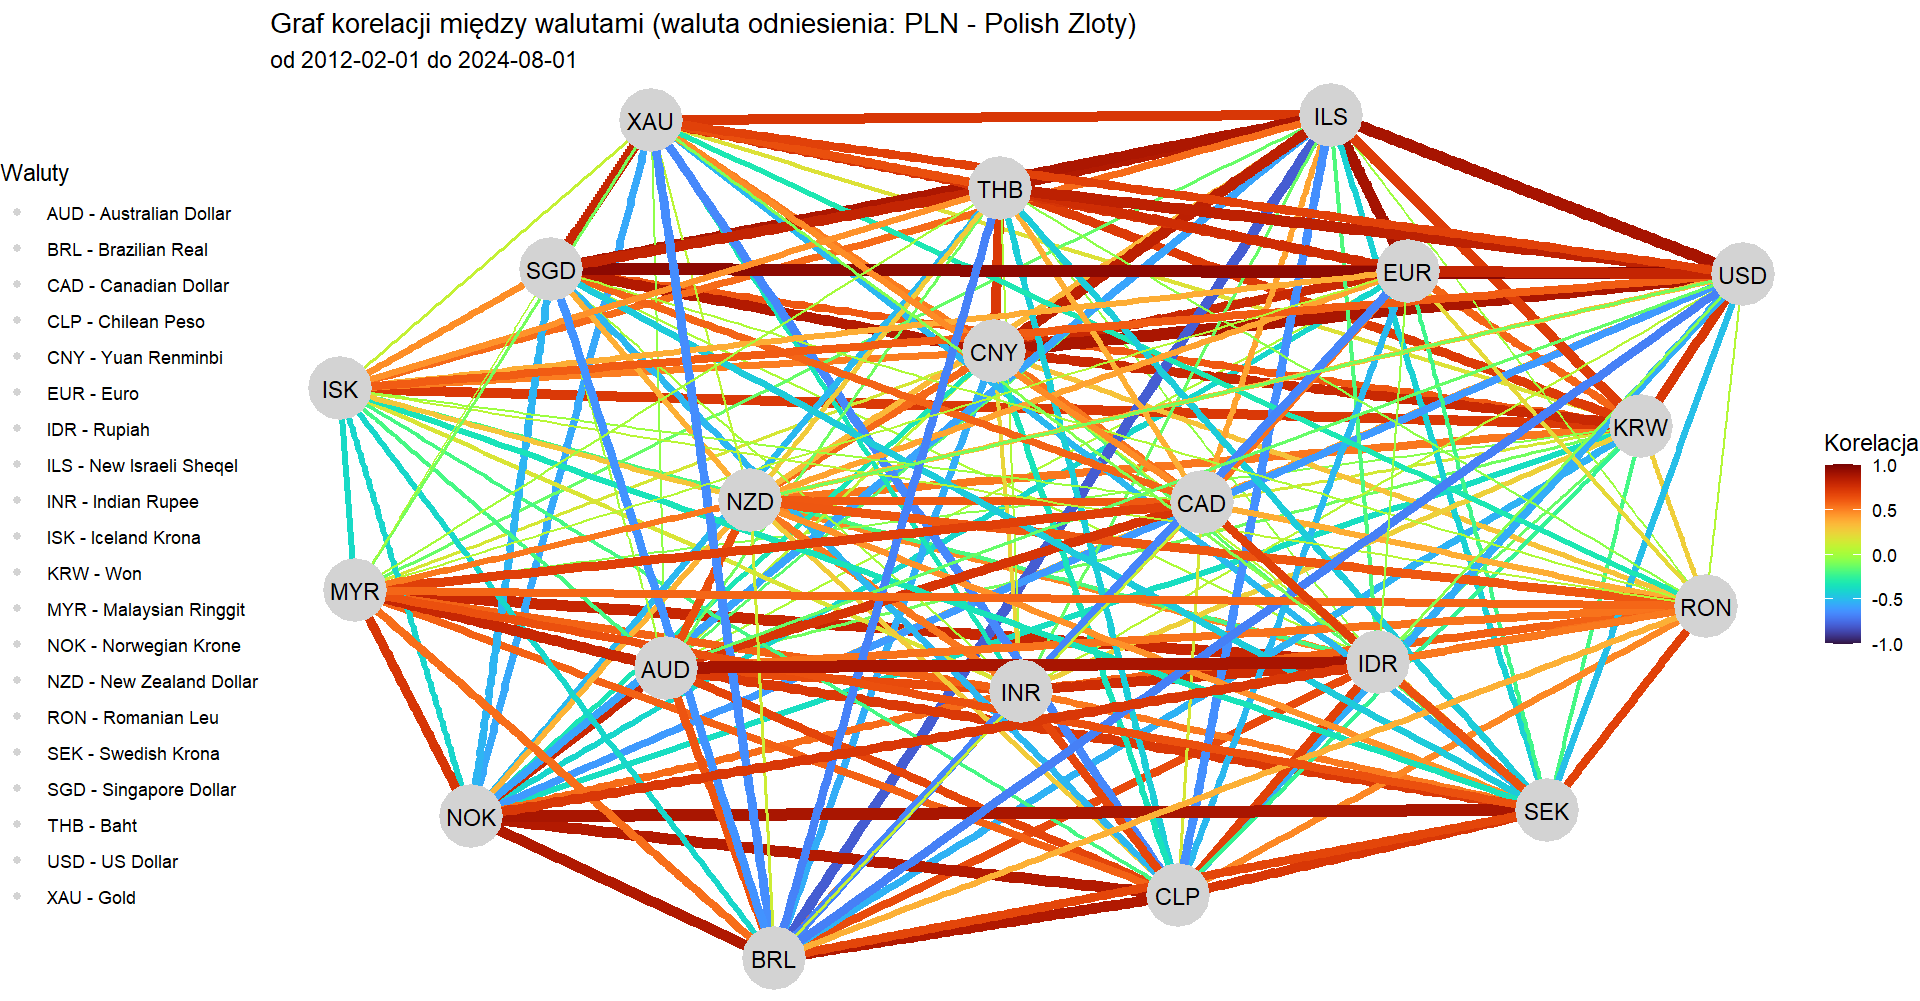 Graf korelacji między walutami (waluta odniesienia: PLN - Polish Zloty)
od 2012-02-01 do 2024-08-01
Waluty
AUD - Australian Dollar
BRL - Brazilian Real
CAD - Canadian Dollar
CLP - Chilean Peso
CNY - Yuan Renminbi
EUR - Euro
IDR - Rupiah
ILS - New Israeli Sheqel
INR - Indian Rupee
ISK - Iceland Krona
KRW - Won
MYR - Malaysian Ringgit
NOK - Norwegian Krone
NZD - New Zealand Dollar
RON - Romanian Leu
SEK - Swedish Krona
SGD - Singapore Dollar
THB - Baht
USD - US Dollar
XAU - Gold
XAU
ILS
THB
SGD
EUR
USD
CNY
ISK
KRW
NZD
CAD
MYR
RON
AUD
INR
IDR
NOK
SEK
CLP
BRL
Korelacja
1.0
0.5
0.0
-0.5
-1.0